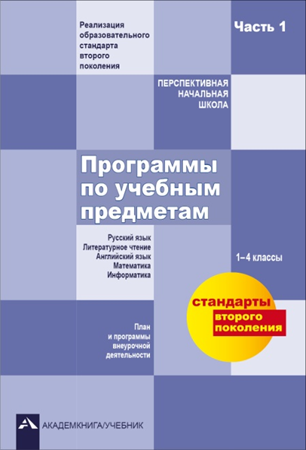 Реализация
образовательного
стандарта
второго
поколения
Часть 1
ПЕРСПЕКТИВНАЯ
НАЧАЛЬНАЯ
ШКОЛА
Программы
по учебным
предметам
Русский язык
Литературное чтение
Английский язык
Математика
Информатика
1–4 классы
стандарты
второго
поколения
План
и программы
внеурочной
деятельности
АКАДЕМКНИГА/УЧЕБНИК